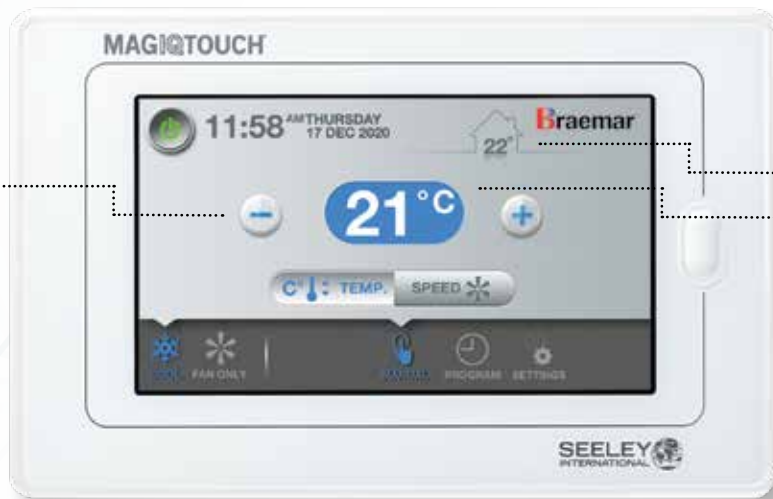 MAGIQTOUCH
11:58 AM THURSDAY
17 DEC 2020
22°
Braemar
21°C
C° TEMP. SPEED
COOL FAN ONLY MANUAL PROGRAM SETTINGS
SEELEY
INTERNATIONAL